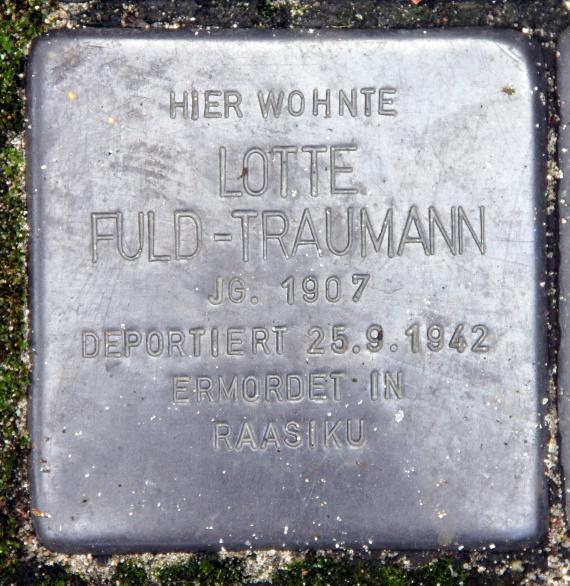 HIER WOHNTE
LOTTE
FULD-TRAUMANN
JG. 1907
DEPORTIERT 25.9.1942
ERMORDET IN
RAASIKU